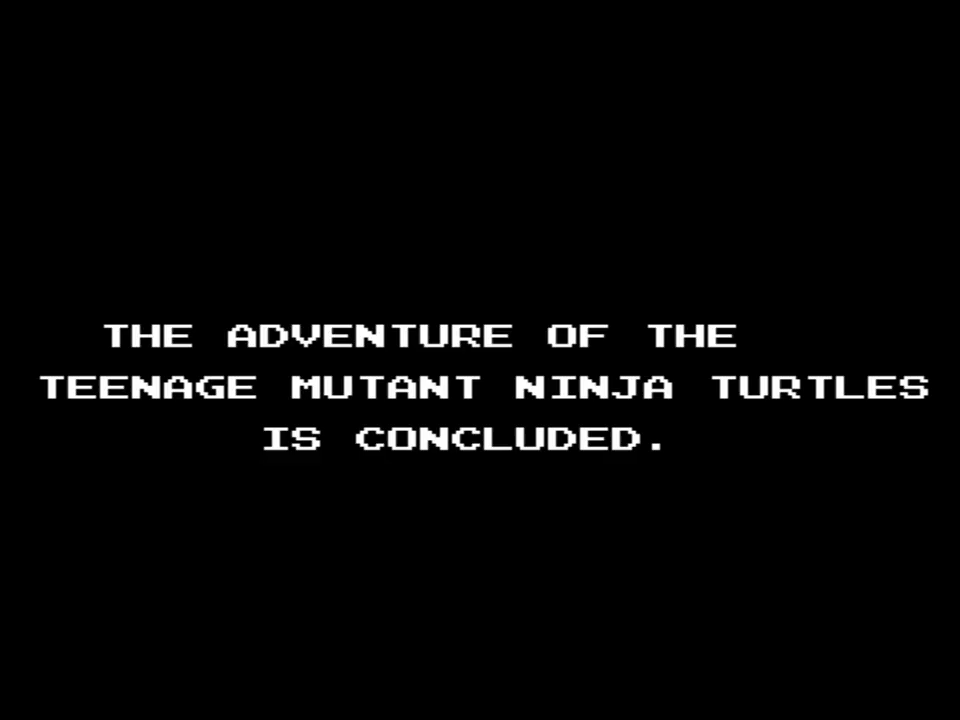 THE ADVENTURE OF THE
TEENAGE MUTANT NINJA TURTLES
IS CONCLUDED.